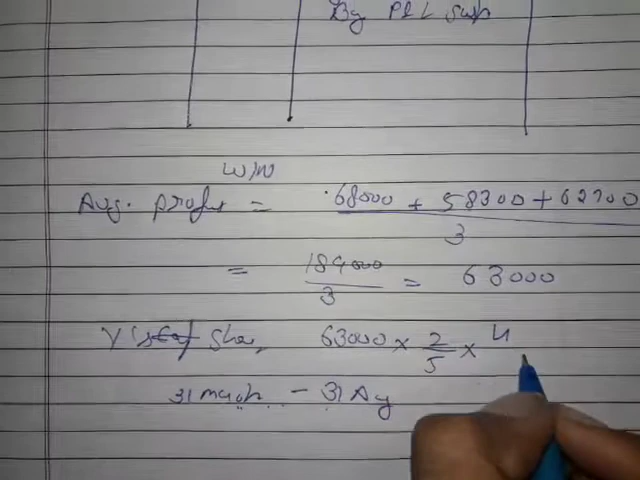 By P&L Susp
W/N
Avg. profit = 68000 + 58300 + 62700
3
= 189000 = 63000
3
Y's Share 63000 × 2 × 4
5
31 march - 31 Aug